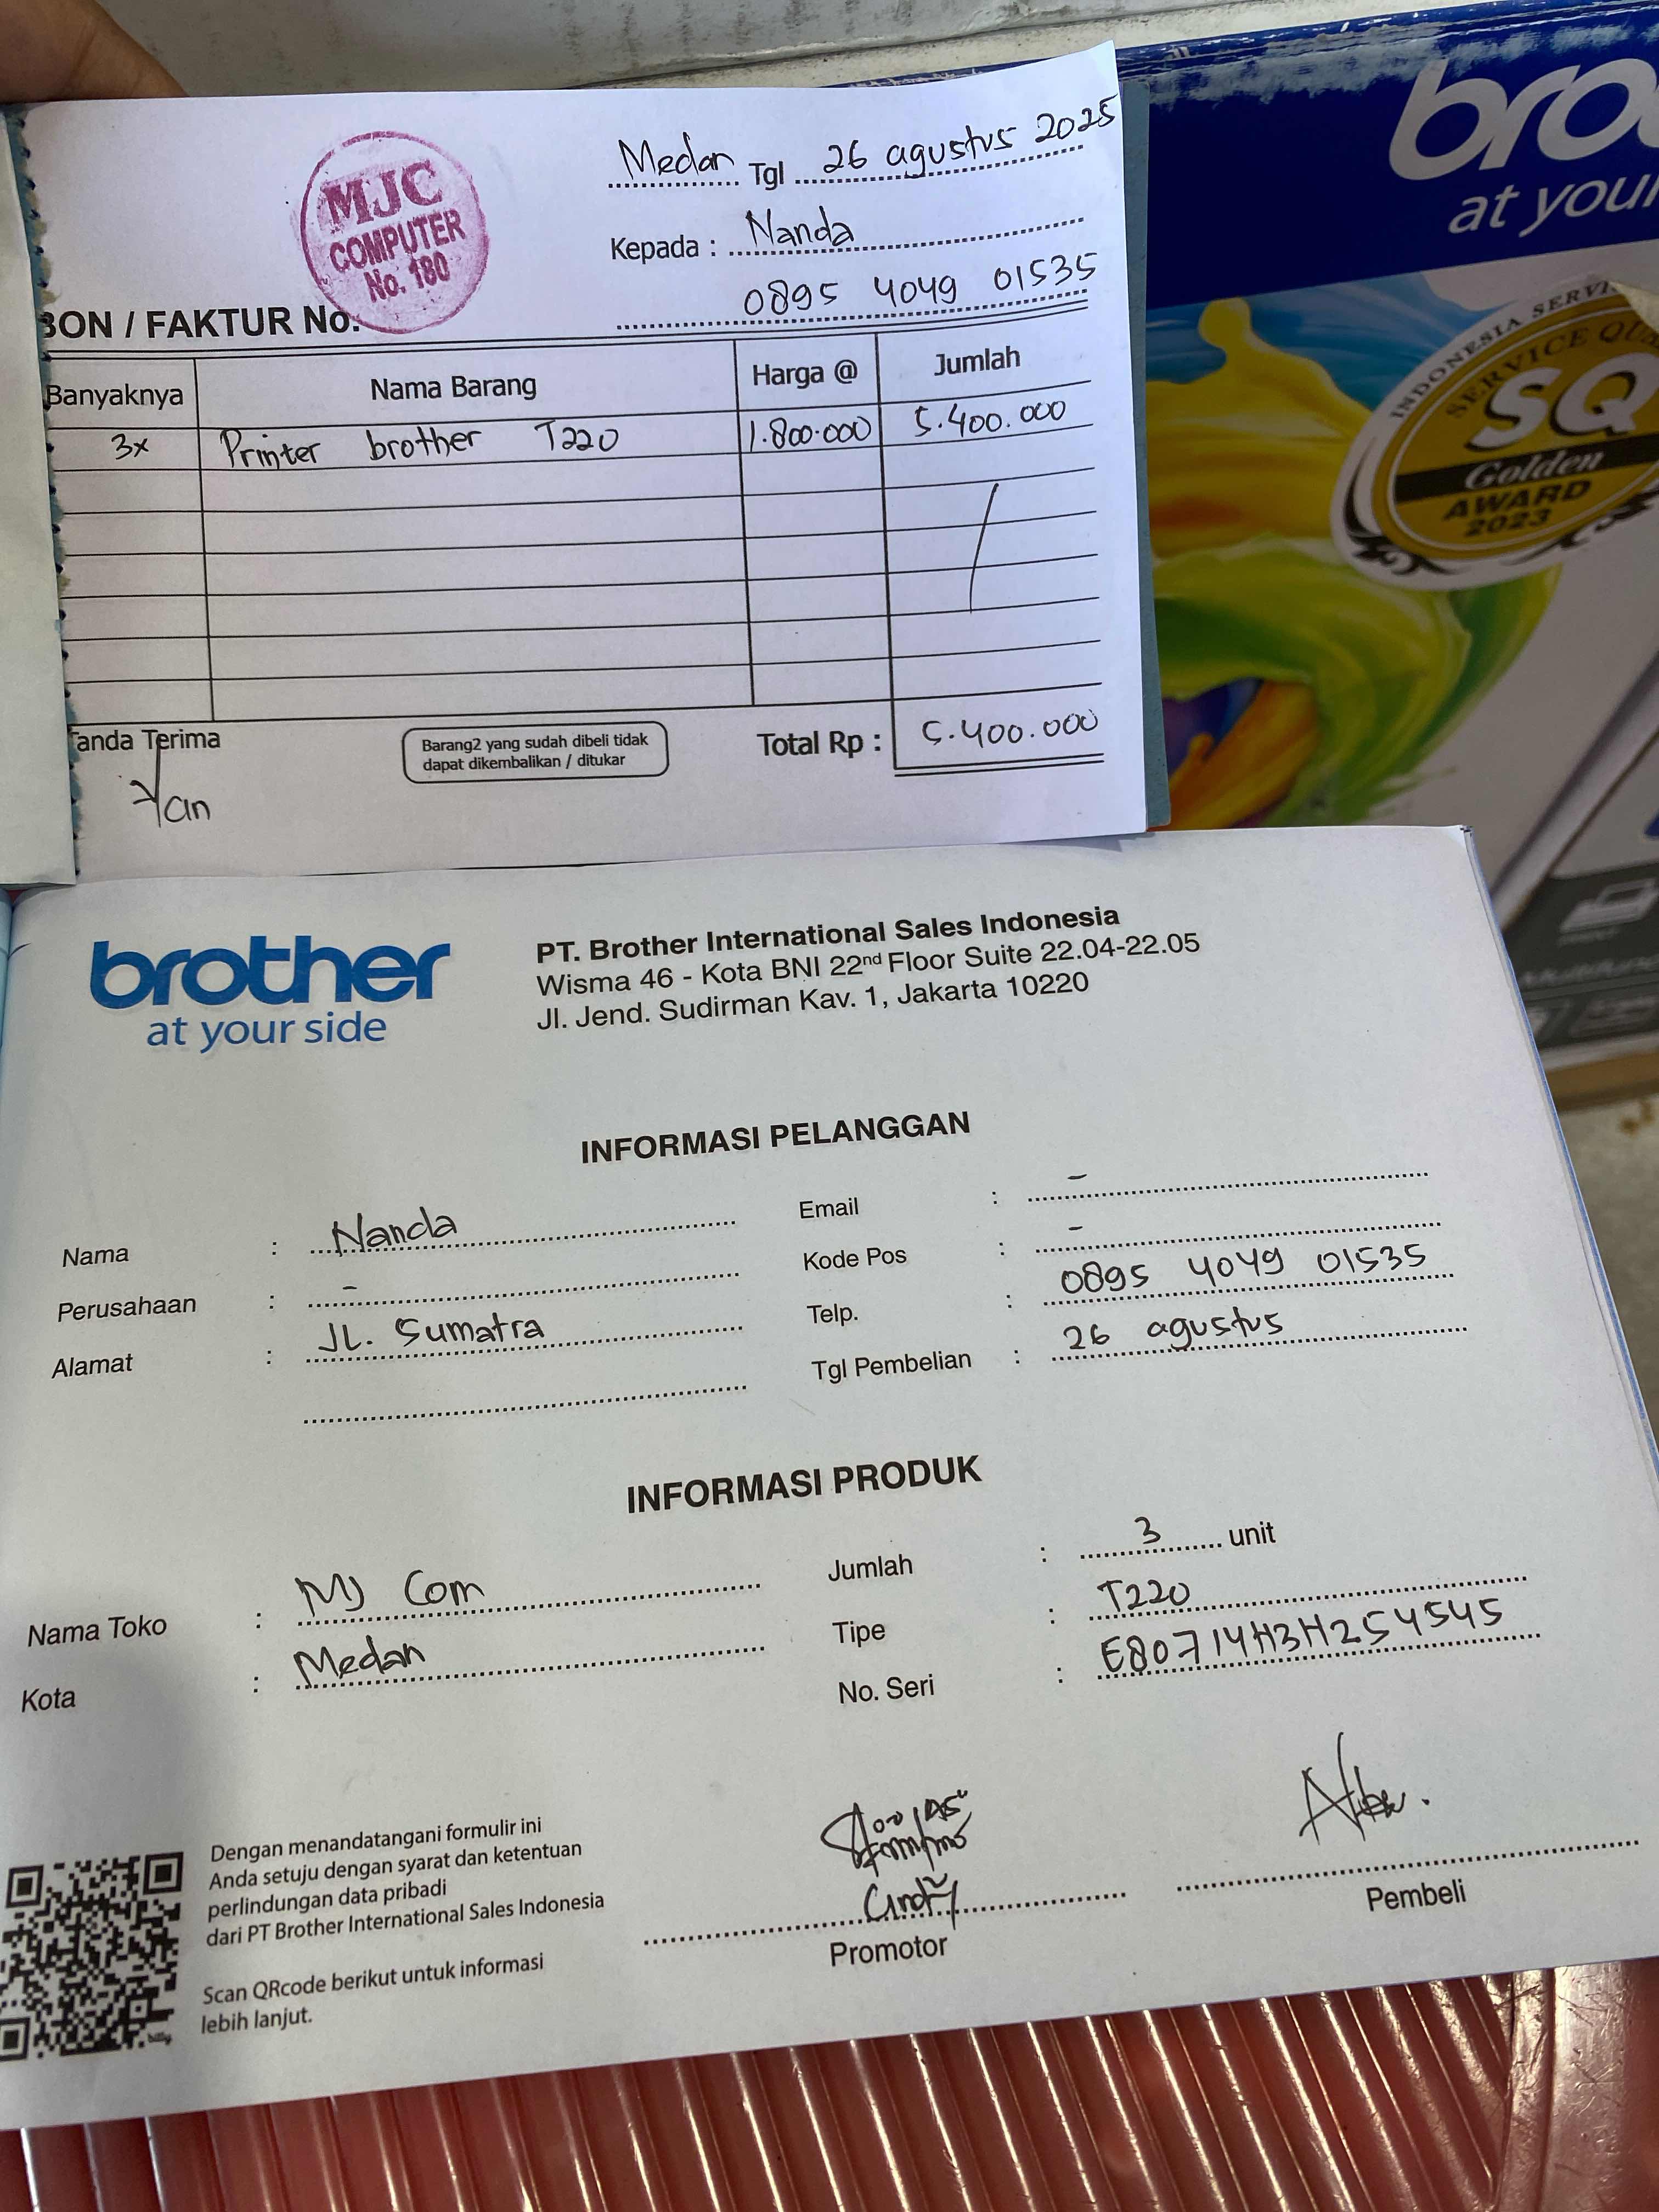 Medan Tgl 26 agustus 2025
MJC
COMPUTER
No. 180
Kepada : Nanda
0895 4049 01535
BON / FAKTUR No.
Banyaknya Nama Barang Harga @ Jumlah
3x Printer brother T220 1.800.000 5.400.000
Tanda Terima
Barang2 yang sudah dibeli tidak
dapat dikembalikan / ditukar
Total Rp : 5.400.000
bro
at your
INDONESIA SERVI
SERVICE QU
SQ
Golden
AWARD
2023
brother
at your side
PT. Brother International Sales Indonesia
Wisma 46 - Kota BNI 22nd Floor Suite 22.04-22.05
Jl. Jend. Sudirman Kav. 1, Jakarta 10220
INFORMASI PELANGGAN
Nama : Nanda
Perusahaan : -
Alamat : JL. Sumatra
Email : -
Kode Pos : -
Telp. : 0895 4049 01535
Tgl Pembelian : 26 agustus
INFORMASI PRODUK
Nama Toko : MJ Com
Kota : Medan
Jumlah : 3 unit
Tipe : T220
No. Seri : E80714H3H254545
Dengan menandatangani formulir ini
Anda setuju dengan syarat dan ketentuan
perlindungan data pribadi
dari PT Brother International Sales Indonesia
Scan QRcode berikut untuk informasi
lebih lanjut.
Cindy
Promotor
Pembeli